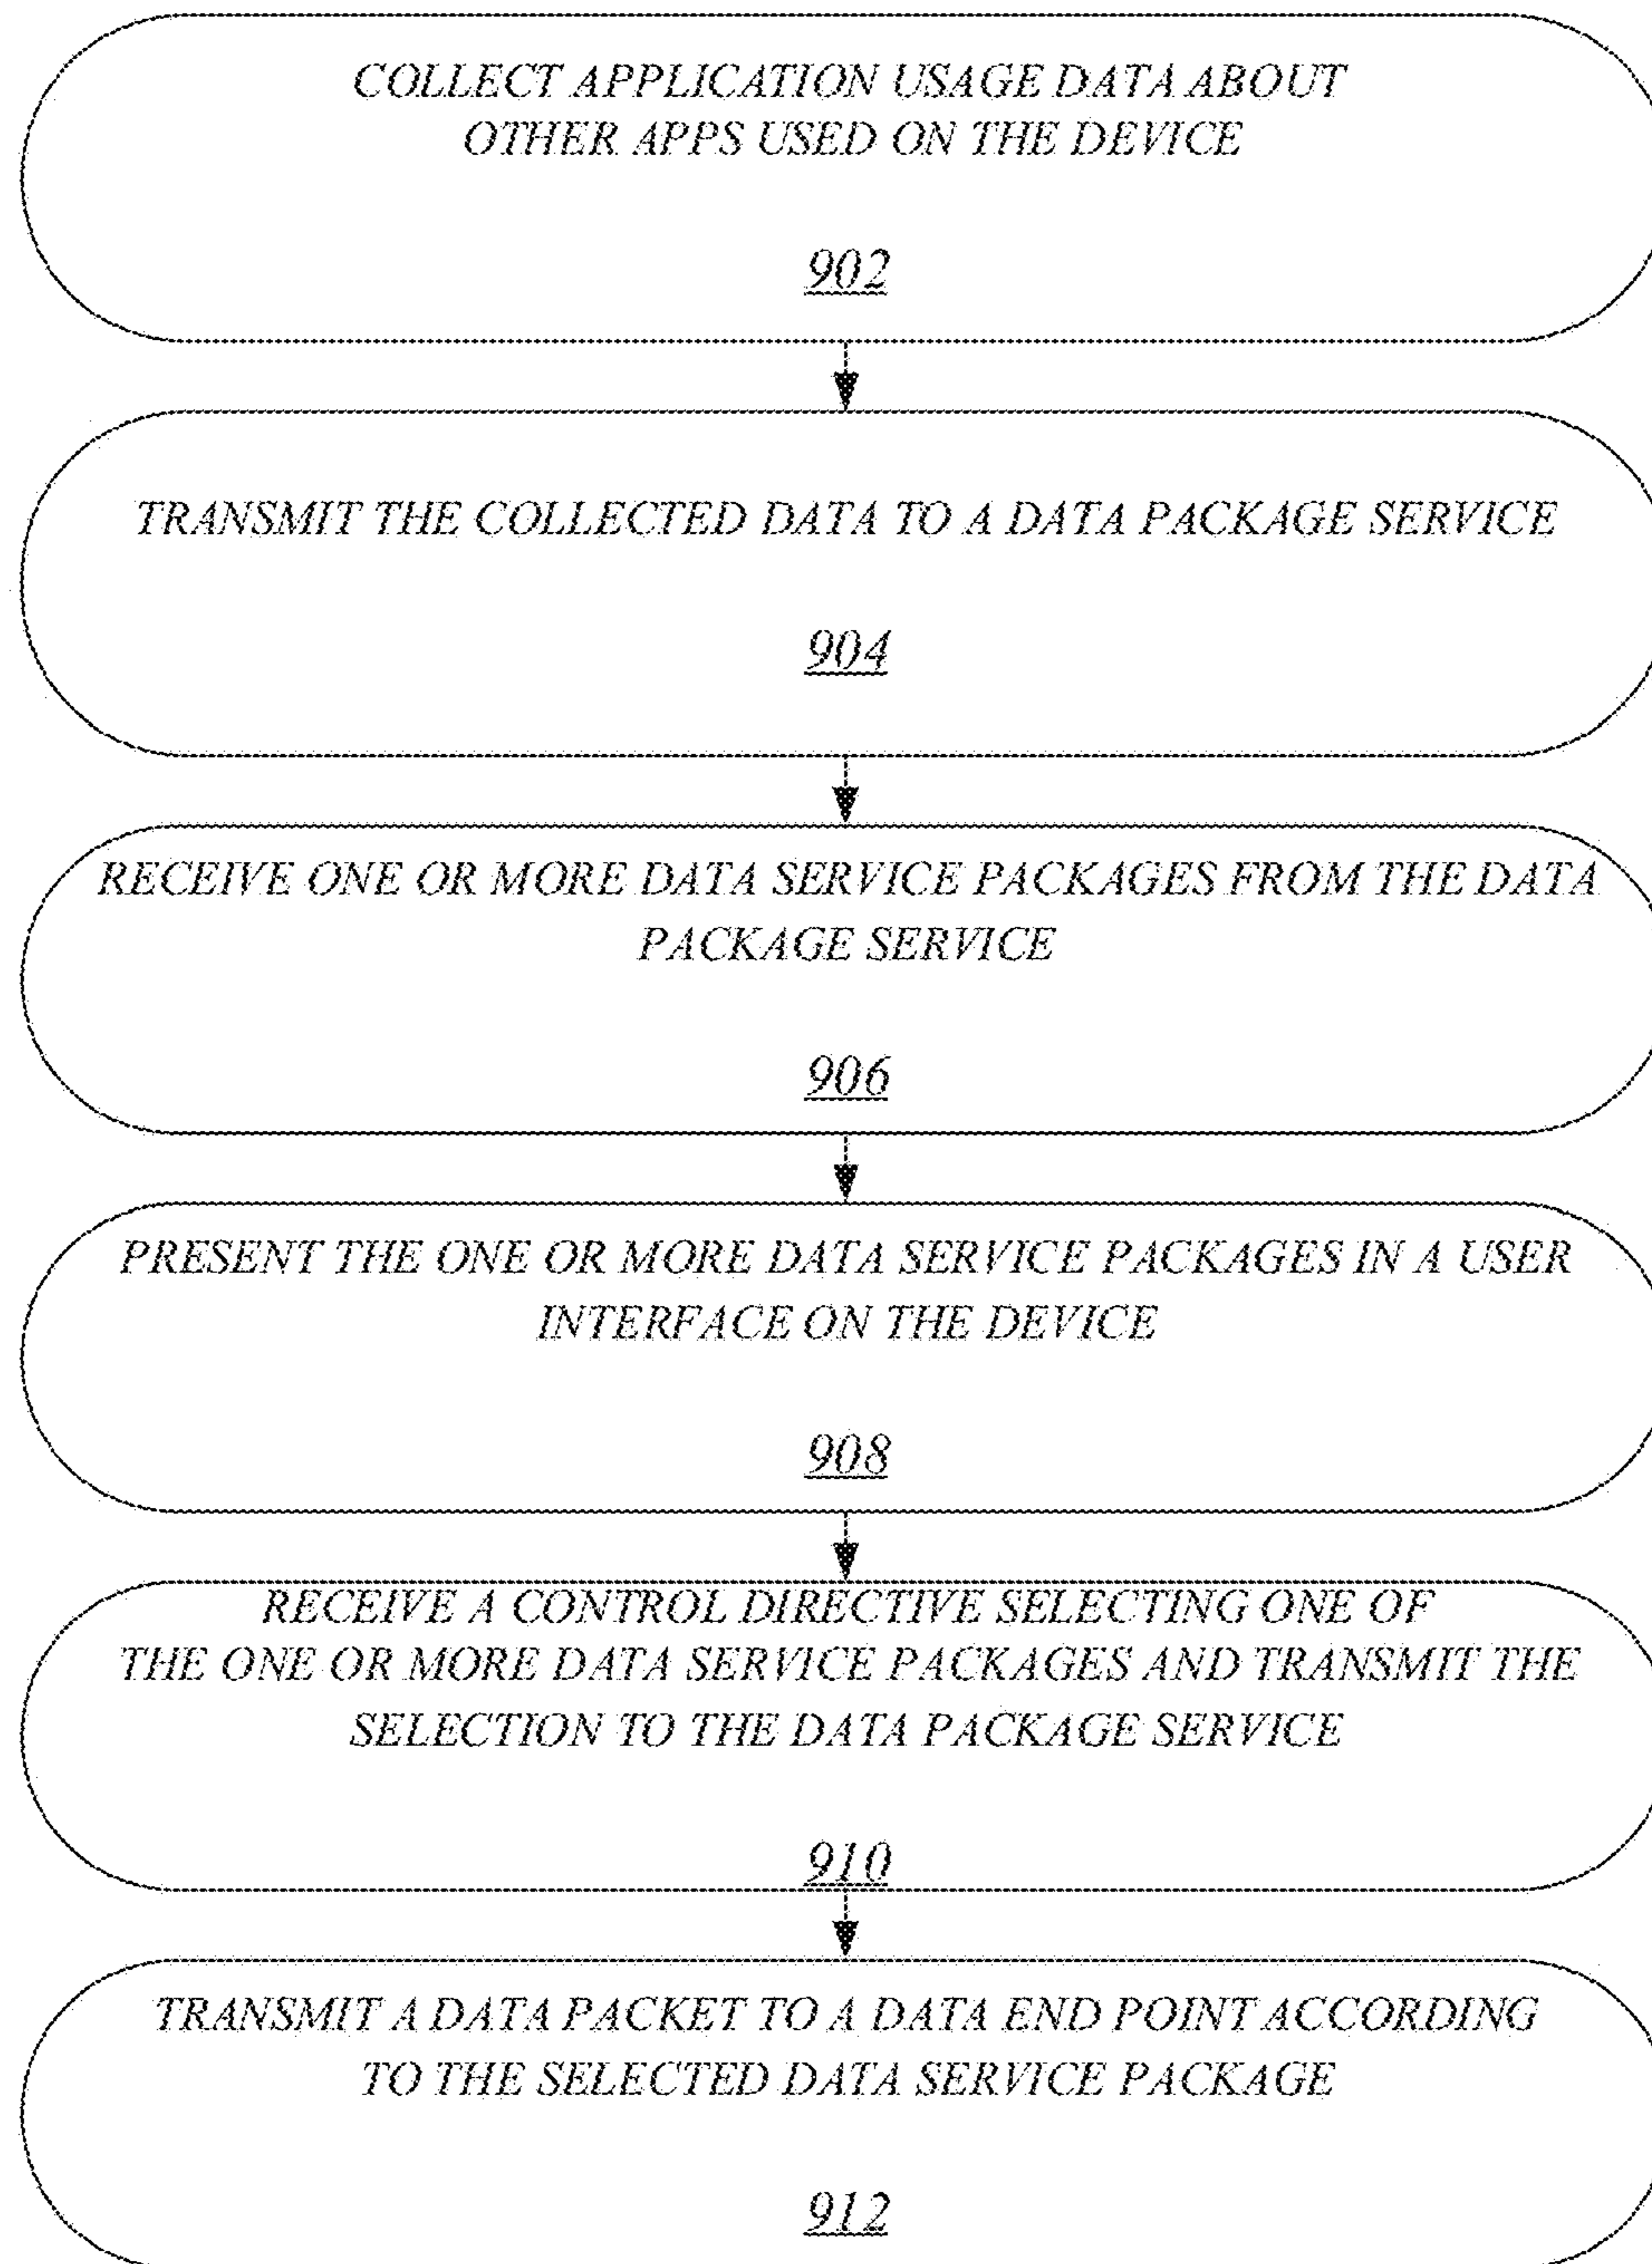 COLLECT APPLICATION USAGE DATA ABOUT
OTHER APPS USED ON THE DEVICE
902
TRANSMIT THE COLLECTED DATA TO A DATA PACKAGE SERVICE
904
RECEIVE ONE OR MORE DATA SERVICE PACKAGES FROM THE DATA
PACKAGE SERVICE
906
PRESENT THE ONE OR MORE DATA SERVICE PACKAGES IN A USER
INTERFACE ON THE DEVICE
908
RECEIVE A CONTROL DIRECTIVE SELECTING ONE OF
THE ONE OR MORE DATA SERVICE PACKAGES AND TRANSMIT THE
SELECTION TO THE DATA PACKAGE SERVICE
910
TRANSMIT A DATA PACKET TO A DATA END POINT ACCORDING
TO THE SELECTED DATA SERVICE PACKAGE
912